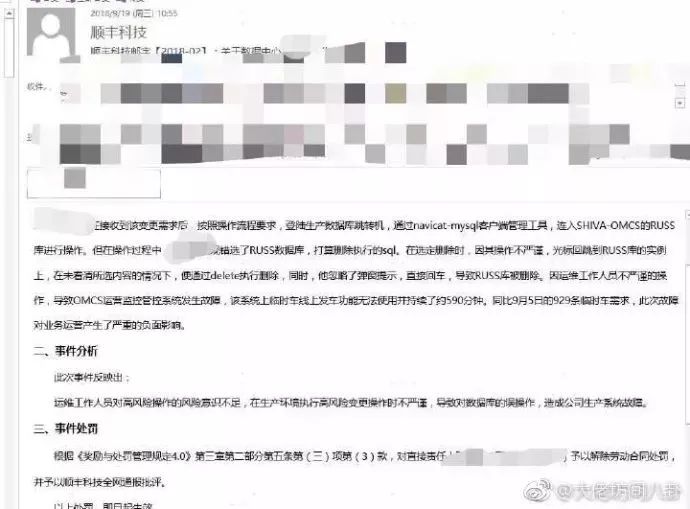 2018/9/19 (周三) 10:55
顺丰科技
顺丰科技邮字【2018-02】：关于数据中心
收件人
在接收到该变更需求后 按照操作流程要求，登陆生产数据库跳转机，通过navicat-mysql客户端管理工具，连入SHIVA-OMCS的RUSS
库进行操作。但在操作过程中 错选了RUSS数据库，打算删除执行的sql。在选定删除时，因其操作不严谨，光标回跳到RUSS库的实例
上，在未看清所选内容的情况下，便通过delete执行删除，同时，他忽略了弹窗提示，直接回车，导致RUSS库被删除。因运维工作人员不严谨的操
作，导致OMCS运营监控管控系统发生故障，该系统上临时车线上发车功能无法使用并持续了约590分钟。同比9月5日的929条临时车需求，此次故障
对业务运营产生了严重的负面影响。
二、事件分析
此次事件反映出：
运维工作人员对高风险操作的风险意识不足，在生产环境执行高风险变更操作时不严谨，导致对数据库的误操作，造成公司生产系统故障。
三、事件处罚
根据《奖励与处罚管理规定4.0》第三章第二部分第五条第（三）项第（3）款，对直接责任 ）予以解除劳动合同处罚，
并予以顺丰科技全网通报批评。
以上处罚，即日起生效
@大佬坊间八卦